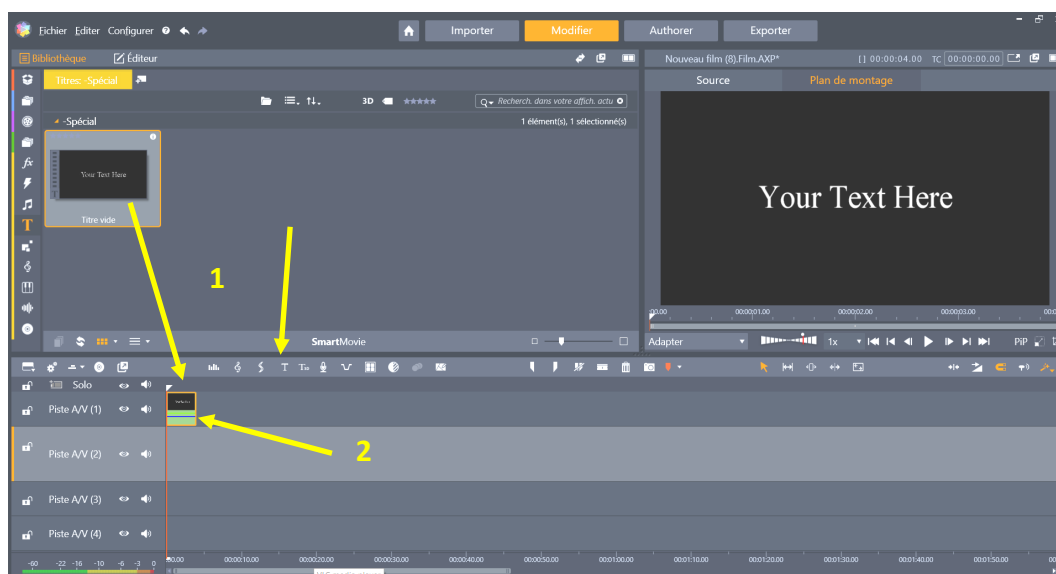 Fichier Editer Configurer
Importer
Modifier
Authorer
Exporter
Bibliothèque
Éditeur
Nouveau film (8).Film.AXP*
[] 00:00:04.00
TC 00:00:00.00
Titres: -Spécial
Source
Plan de montage
3D
Recherch. dans votre affich. actu
-Spécial
1 élément(s), 1 sélectionné(s)
Your Text Here
Titre vide
Your Text Here
1
00:00:01.00
00:00:02.00
00:00:03.00
SmartMovie
Adapter
1x
PiP
Solo
Piste A/V (1)
2
Piste A/V (2)
Piste A/V (3)
Piste A/V (4)
-60 -22 -16 -10 -6 -3 0
00:00:10.00 00:00:20.00 00:00:30.00 00:00:40.00 00:00:50.00 00:01:00.00 00:01:10.00 00:01:20.00 00:01:30.00 00:01:40.00 00:01:50.00